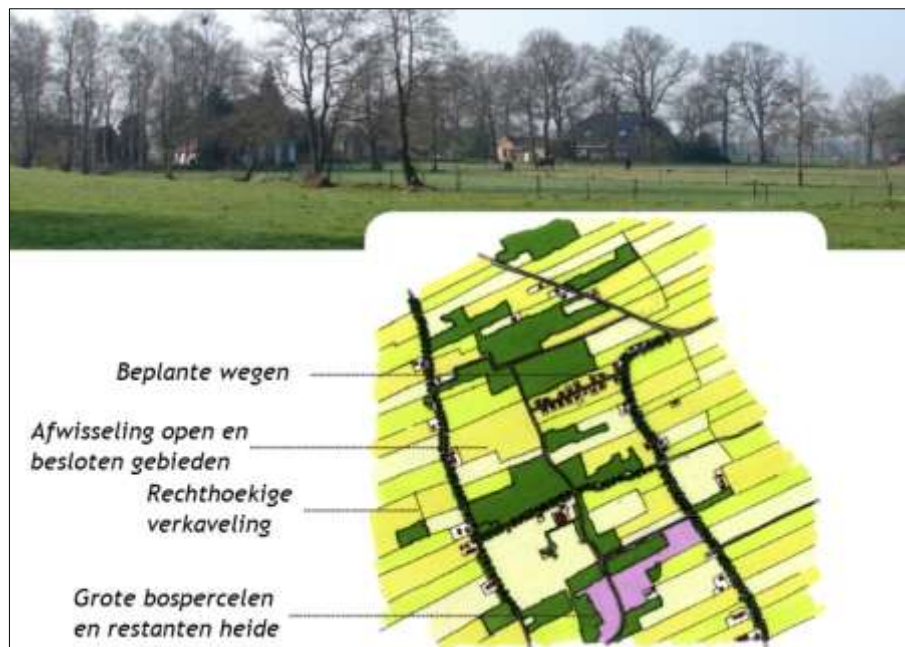 Beplante wegen
Afwisseling open en
besloten gebieden
Rechthoekige
verkaveling
Grote bospercelen
en restanten heide